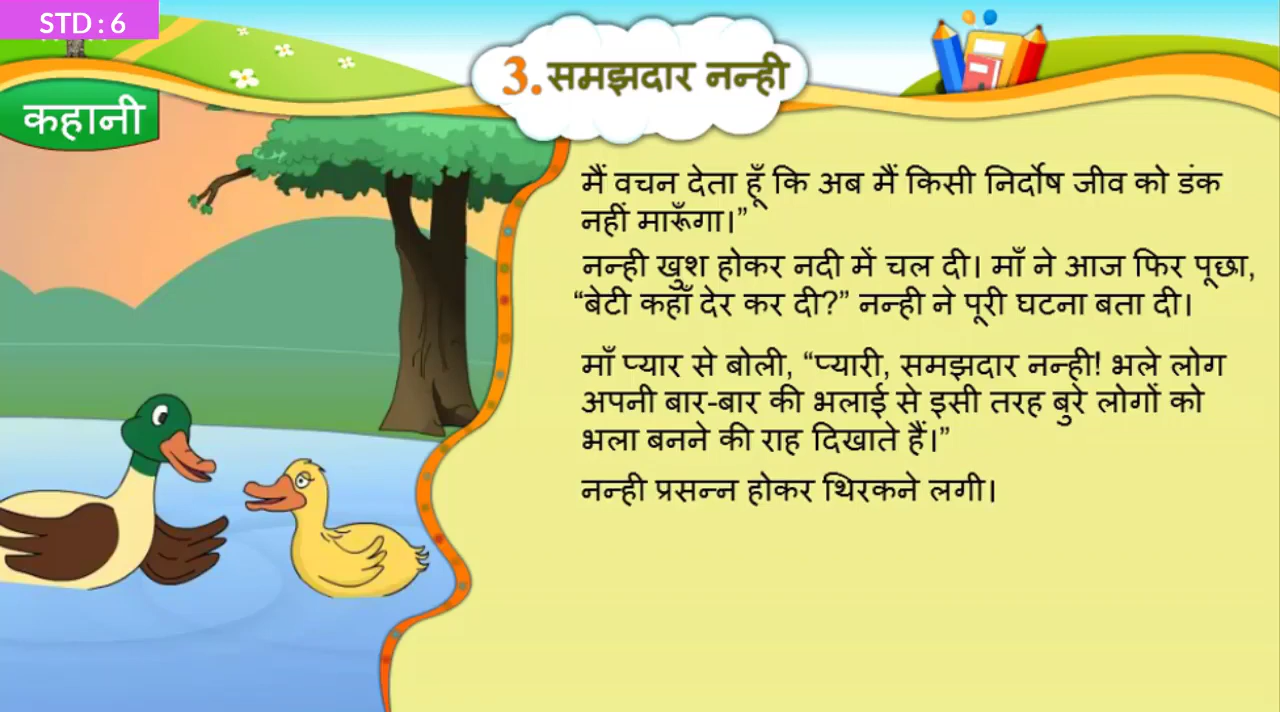 STD : 6
3. समझदार नन्ही
कहानी
मैं वचन देता हूँ कि अब मैं किसी निर्दोष जीव को डंक
नहीं मारूँगा।”
नन्ही खुश होकर नदी में चल दी। माँ ने आज फिर पूछा,
“बेटी कहाँ देर कर दी?” नन्ही ने पूरी घटना बता दी।
माँ प्यार से बोली, “प्यारी, समझदार नन्ही! भले लोग
अपनी बार-बार की भलाई से इसी तरह बुरे लोगों को
भला बनने की राह दिखाते हैं।”
नन्ही प्रसन्न होकर थिरकने लगी।